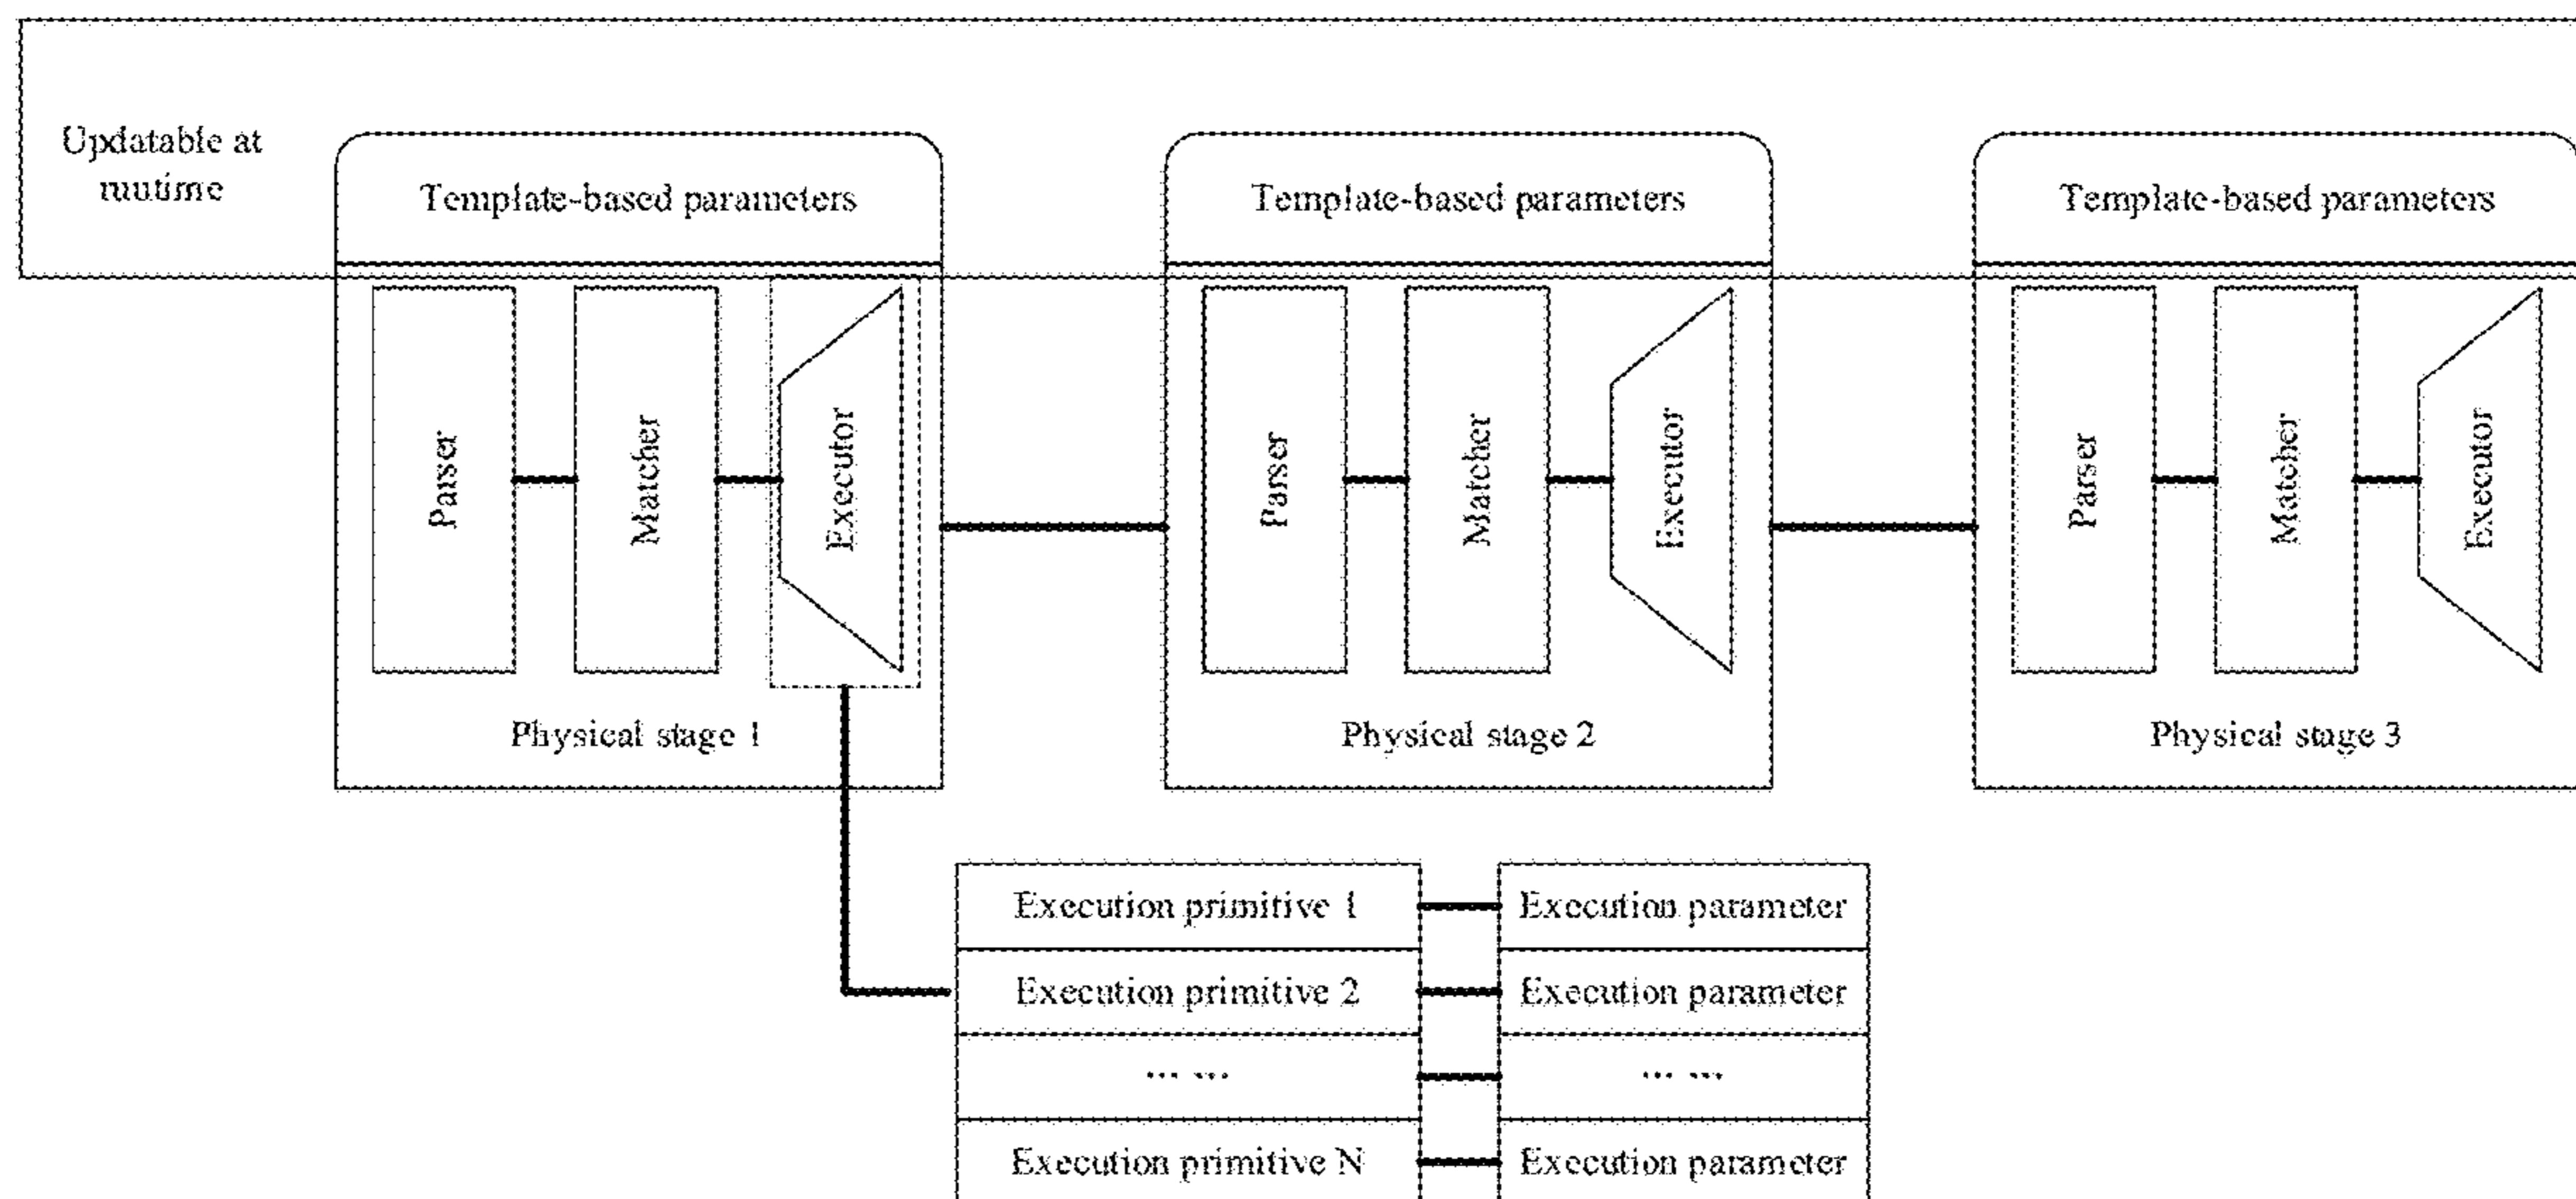 Updatable at
runtime
Template-based parameters
Template-based parameters
Template-based parameters
Parser
Matcher
Executor
Parser
Matcher
Executor
Parser
Matcher
Executor
Physical stage 1
Physical stage 2
Physical stage 3
Execution primitive 1
Execution parameter
Execution primitive 2
Execution parameter
... ...
... ...
Execution primitive N
Execution parameter